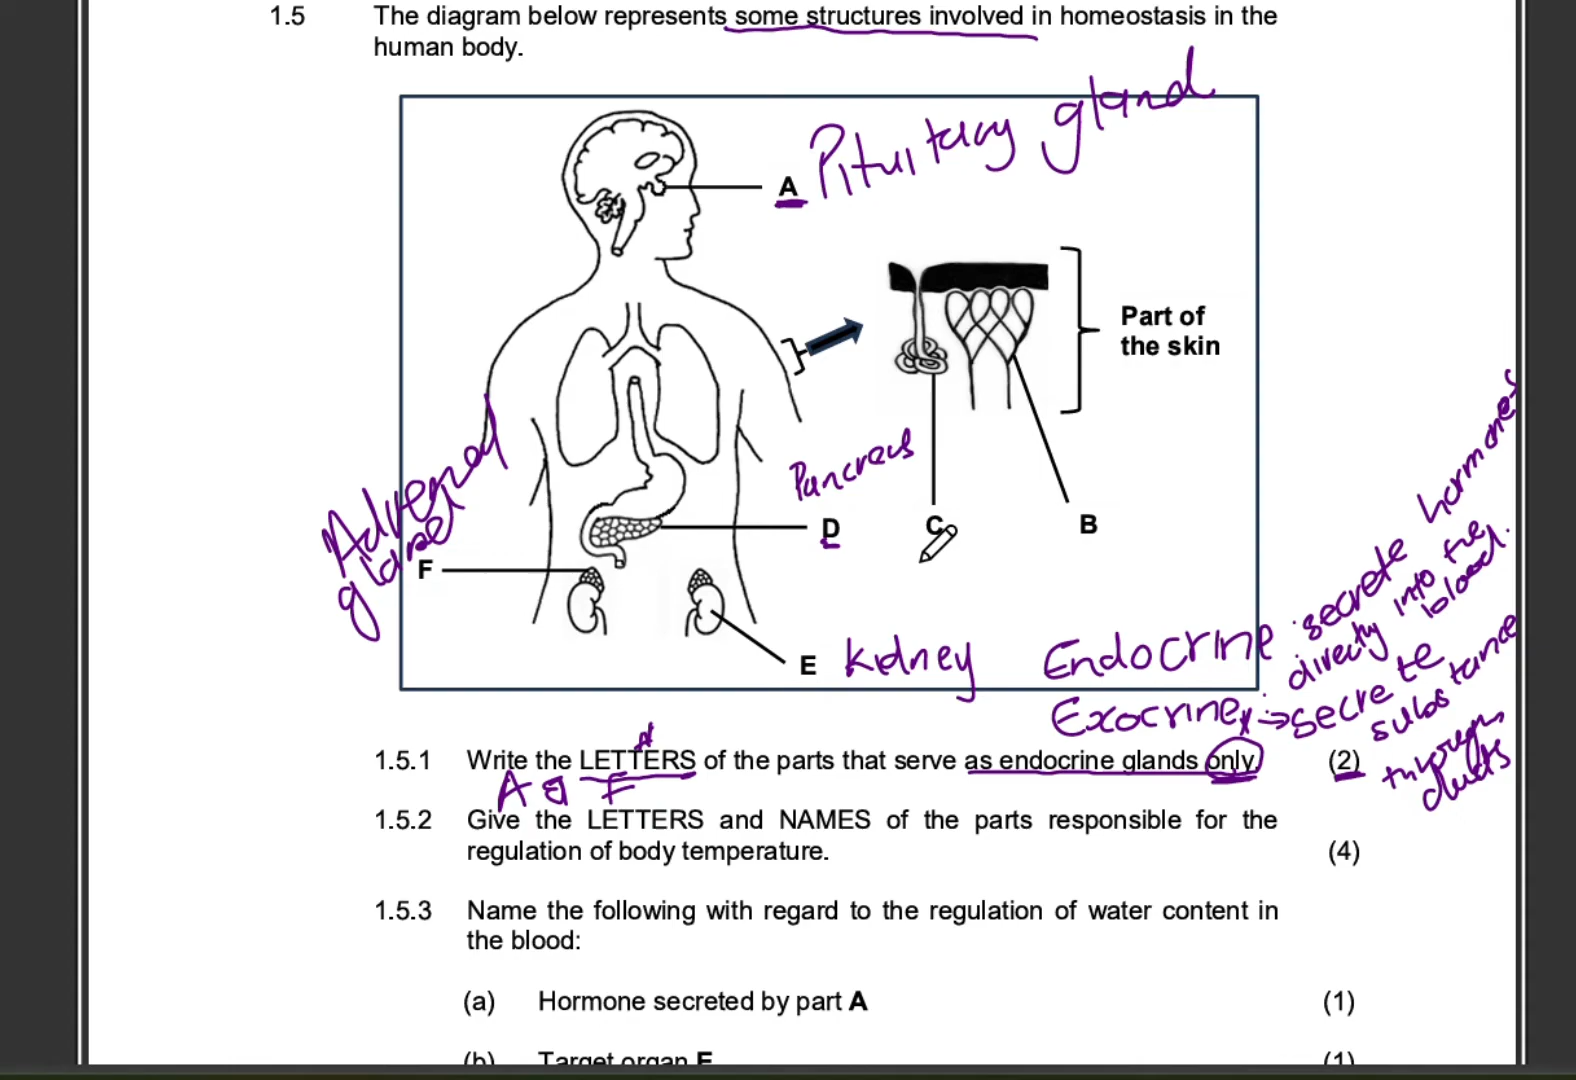 1.5 The diagram below represents some structures involved in homeostasis in the
human body.
Pituitary gland
A
Part of
the skin
Pancreas
D
C
B
Adrenal
gland
F
E
Kidney
Endocrine : secrete hormones
directly into the
blood.
Exocrine → secrete
substance
through
ducts
1.5.1 Write the LETTERS of the parts that serve as endocrine glands only. (2)
A F
1.5.2 Give the LETTERS and NAMES of the parts responsible for the
regulation of body temperature. (4)
1.5.3 Name the following with regard to the regulation of water content in
the blood:
(a) Hormone secreted by part A (1)
(b) Target organ E (1)